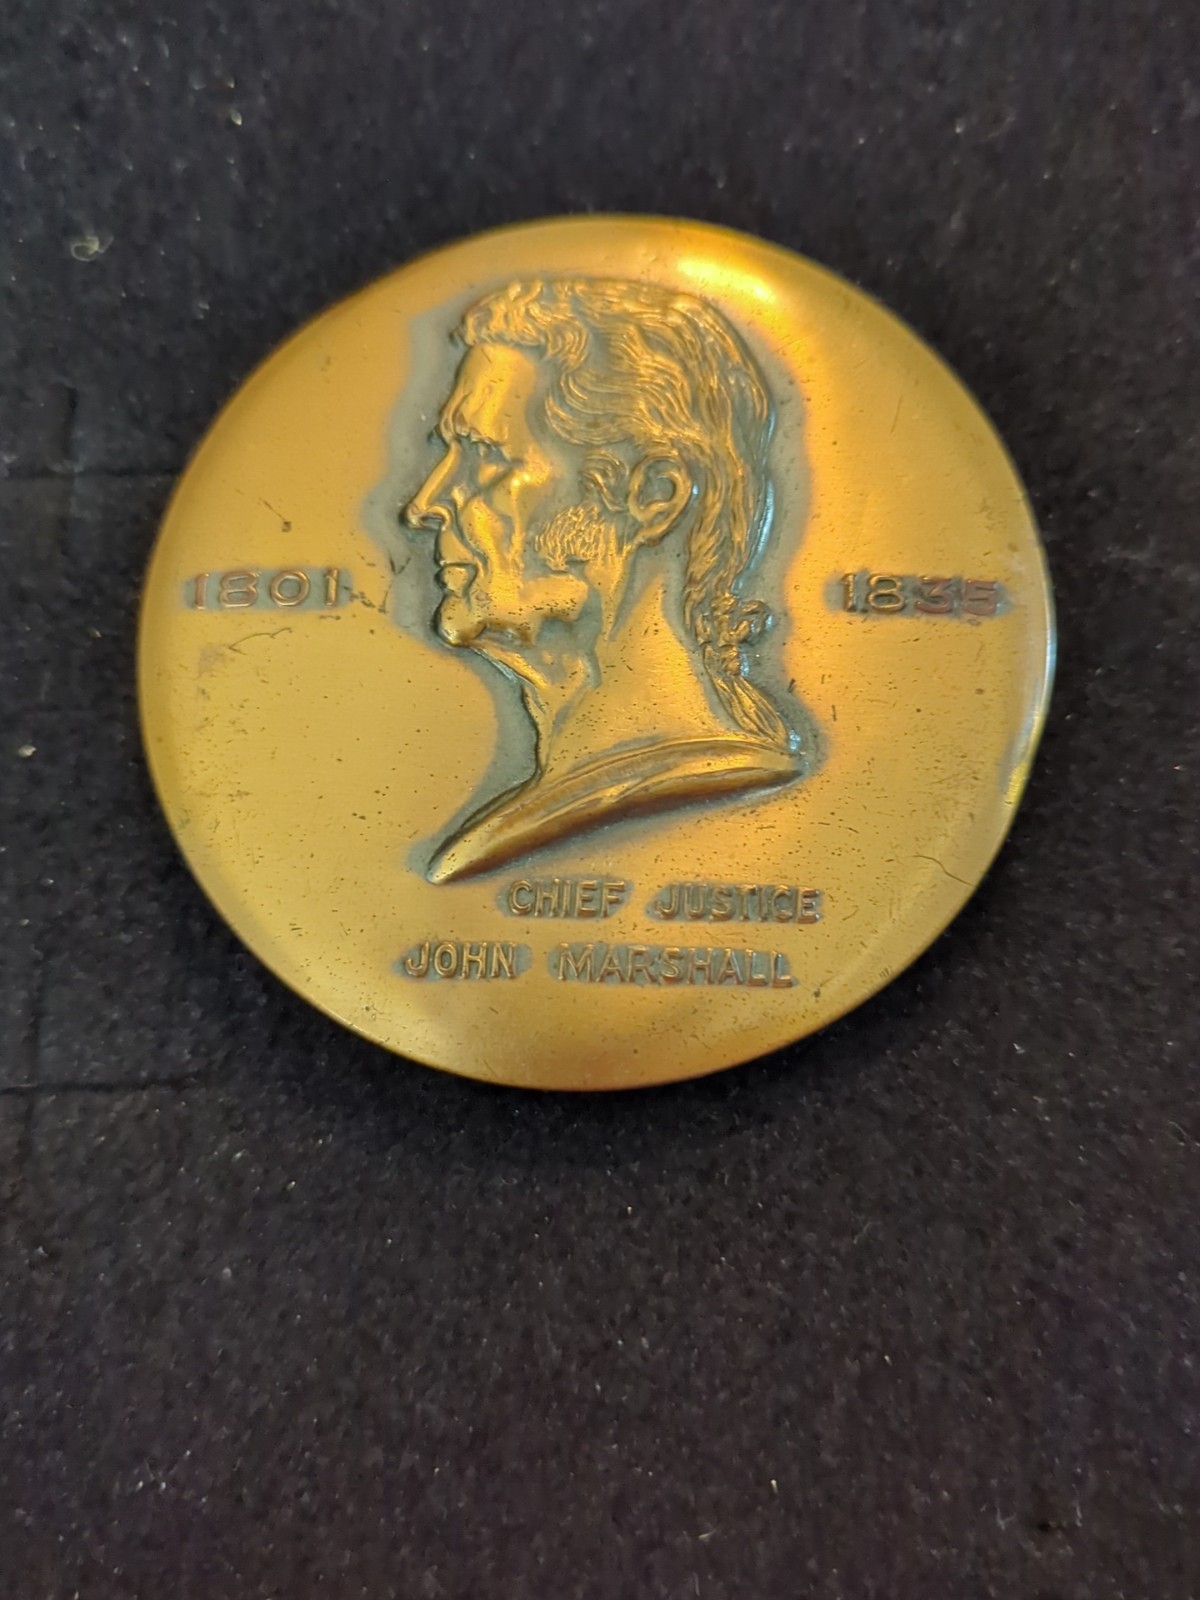 1801 1835
CHIEF JUSTICE
JOHN MARSHALL